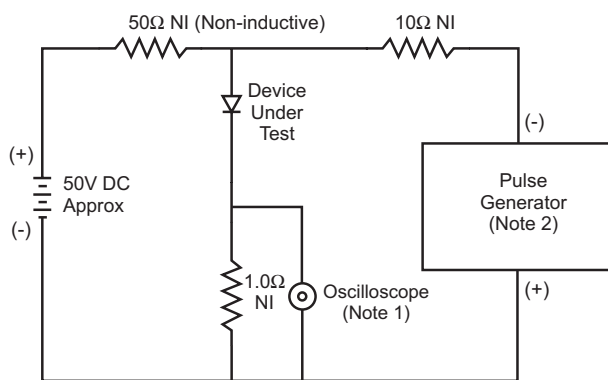 50Ω NI (Non-inductive)
10Ω NI
Device
Under
Test
(-)
(+)
50V DC
Approx
(-)
Pulse
Generator
(Note 2)
1.0Ω
NI
Oscilloscope
(Note 1)
(+)